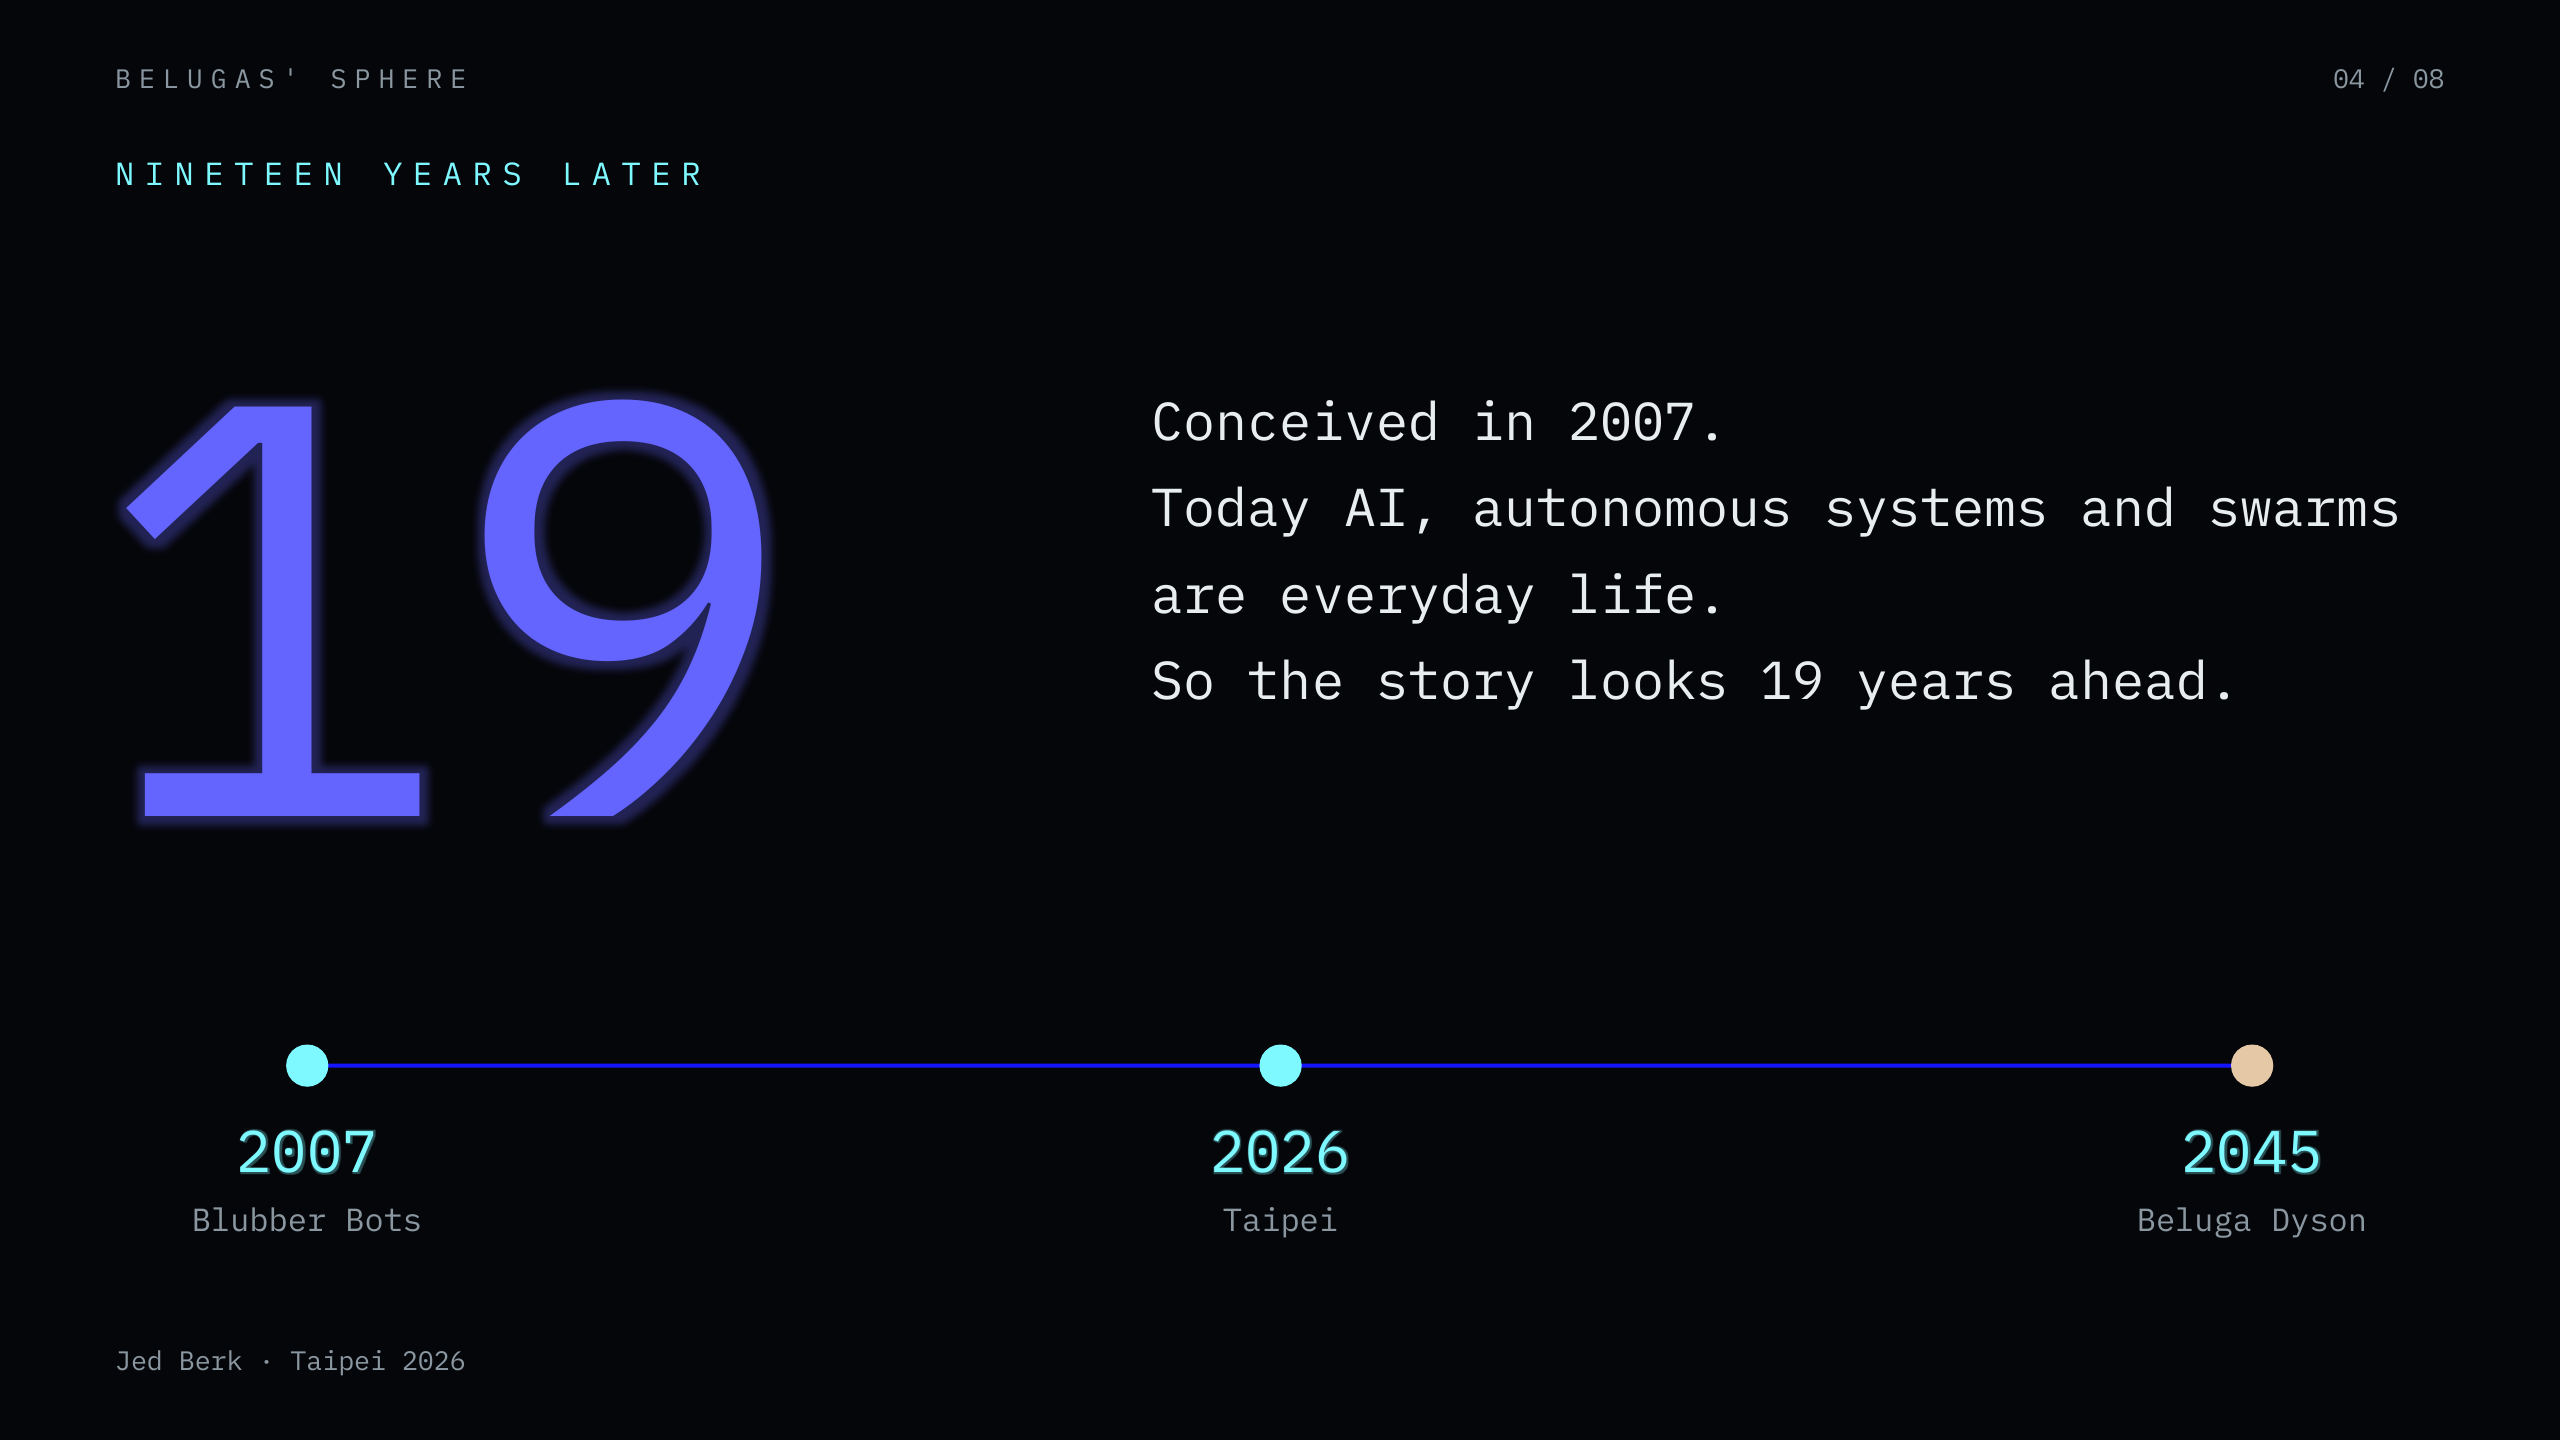 BELUGAS' SPHERE
04 / 08
NINETEEN YEARS LATER
19
Conceived in 2007.
Today AI, autonomous systems and swarms
are everyday life.
So the story looks 19 years ahead.
2007
Blubber Bots
2026
Taipei
2045
Beluga Dyson
Jed Berk · Taipei 2026